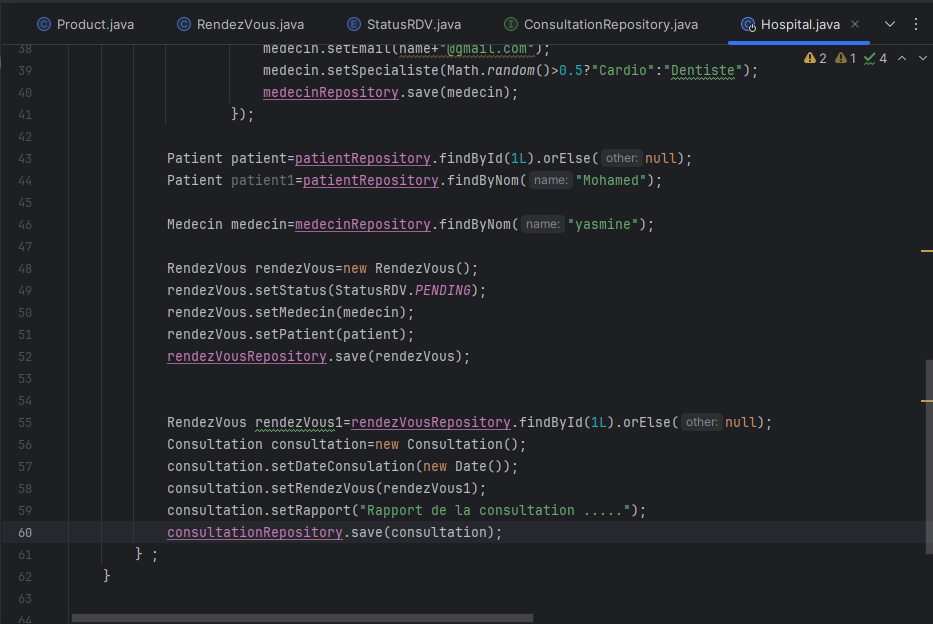 Product.java RendezVous.java StatusRDV.java ConsultationRepository.java Hospital.java
2 1 4
38 medecin.setEmail(name+"@gmail.com");
39 medecin.setSpecialiste(Math.random()>0.5?"Cardio":"Dentiste");
40 medecinRepository.save(medecin);
41 });
42
43 Patient patient=patientRepository.findById(1L).orElse( other: null);
44 Patient patient1=patientRepository.findByNom( name: "Mohamed");
45
46 Medecin medecin=medecinRepository.findByNom( name: "yasmine");
47
48 RendezVous rendezVous=new RendezVous();
49 rendezVous.setStatus(StatusRDV.PENDING);
50 rendezVous.setMedecin(medecin);
51 rendezVous.setPatient(patient);
52 rendezVousRepository.save(rendezVous);
53
54
55 RendezVous rendezVous1=rendezVousRepository.findById(1L).orElse( other: null);
56 Consultation consultation=new Consultation();
57 consultation.setDateConsulation(new Date());
58 consultation.setRendezVous(rendezVous1);
59 consultation.setRapport("Rapport de la consultation .....");
60 consultationRepository.save(consultation);
61 } ;
62 }
63
64